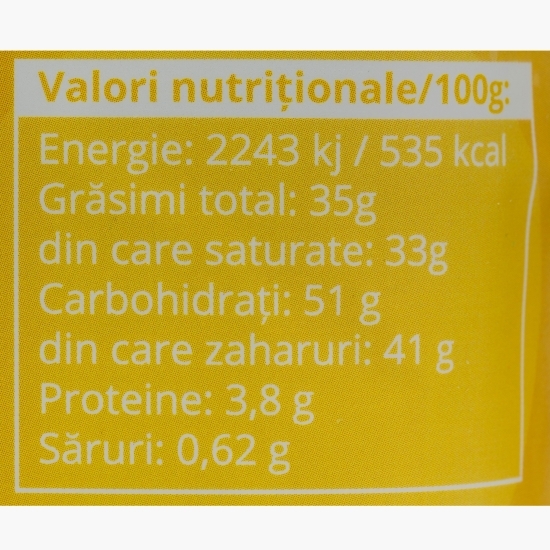 Valori nutriționale/100g:
Energie: 2243 kj / 535 kcal
Grăsimi total: 35g
din care saturate: 33g
Carbohidrați: 51 g
din care zaharuri: 41 g
Proteine: 3,8 g
Săruri: 0,62 g